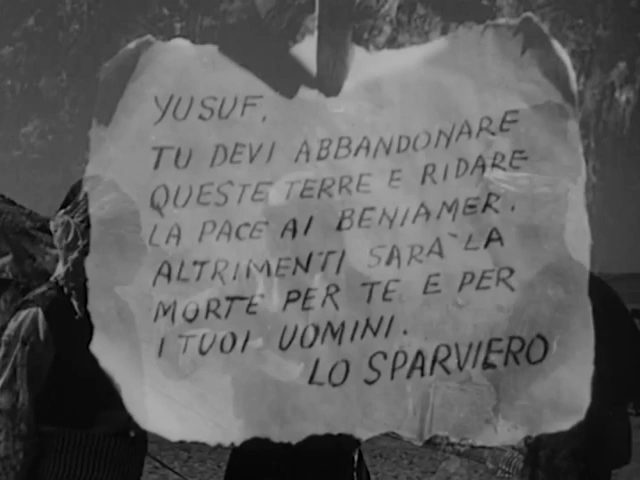 YUSUF,
TU DEVI ABBANDONARE
QUESTE TERRE E RIDARE
LA PACE AI BENIAMER.
ALTRIMENTI SARA` LA
MORTE PER TE E PER
I TUOI UOMINI.
LO SPARVIERO